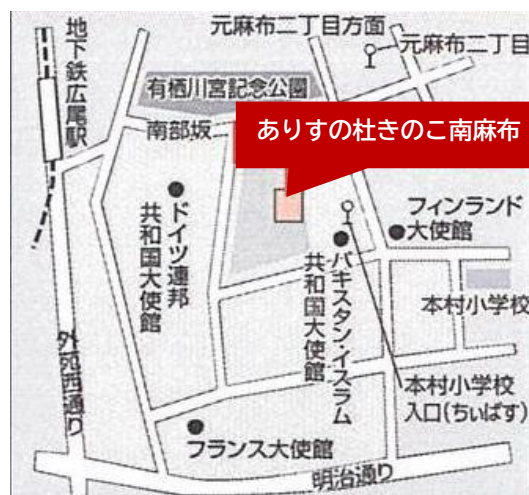 元麻布二丁目方面
元麻布二丁目
地下鉄広尾駅
有栖川宮記念公園
南部坂
ありすの杜きのこ南麻布
ドイツ連邦
共和国大使館
フィンランド
大使館
パキスタン・イスラム
共和国大使館
本村小学校
外苑西通り
本村小学校
入口(ちぃばす)
フランス大使館
明治通り